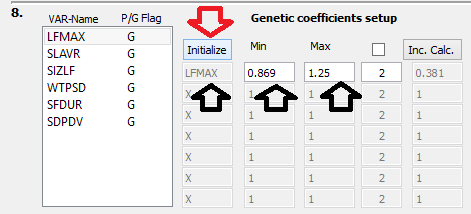 8.
VAR-Name P/G Flag Genetic coefficients setup
LFMAX G
SLAVR G
SIZLF G
WTPSD G
SFDUR G
SDPDV G
Initialize Min Max Inc. Calc.
LFMAX 0.869 1.25 2 0.381
X 1 1 2 1
X 1 1 2 1
X 1 1 2 1
X 1 1 2 1
X 1 1 2 1
X 1 1 2 1